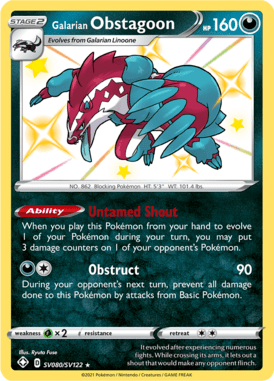 STAGE 2 Galarian Obstagoon HP 160
Evolves from Galarian Linoone
NO. 862 Blocking Pokémon HT: 5'3" WT: 101.4 lbs.
Ability Untamed Shout
When you play this Pokémon from your hand to evolve
1 of your Pokémon during your turn, you may put
3 damage counters on 1 of your opponent's Pokémon.
Obstruct 90
During your opponent's next turn, prevent all damage
done to this Pokémon by attacks from Basic Pokémon.
weakness ×2 resistance retreat
Illus. Ryuta Fuse
SV080/SV122
It evolved after experiencing numerous
fights. While crossing its arms, it lets out a
shout that would make any opponent flinch.
©2021 Pokémon / Nintendo / Creatures / GAME FREAK